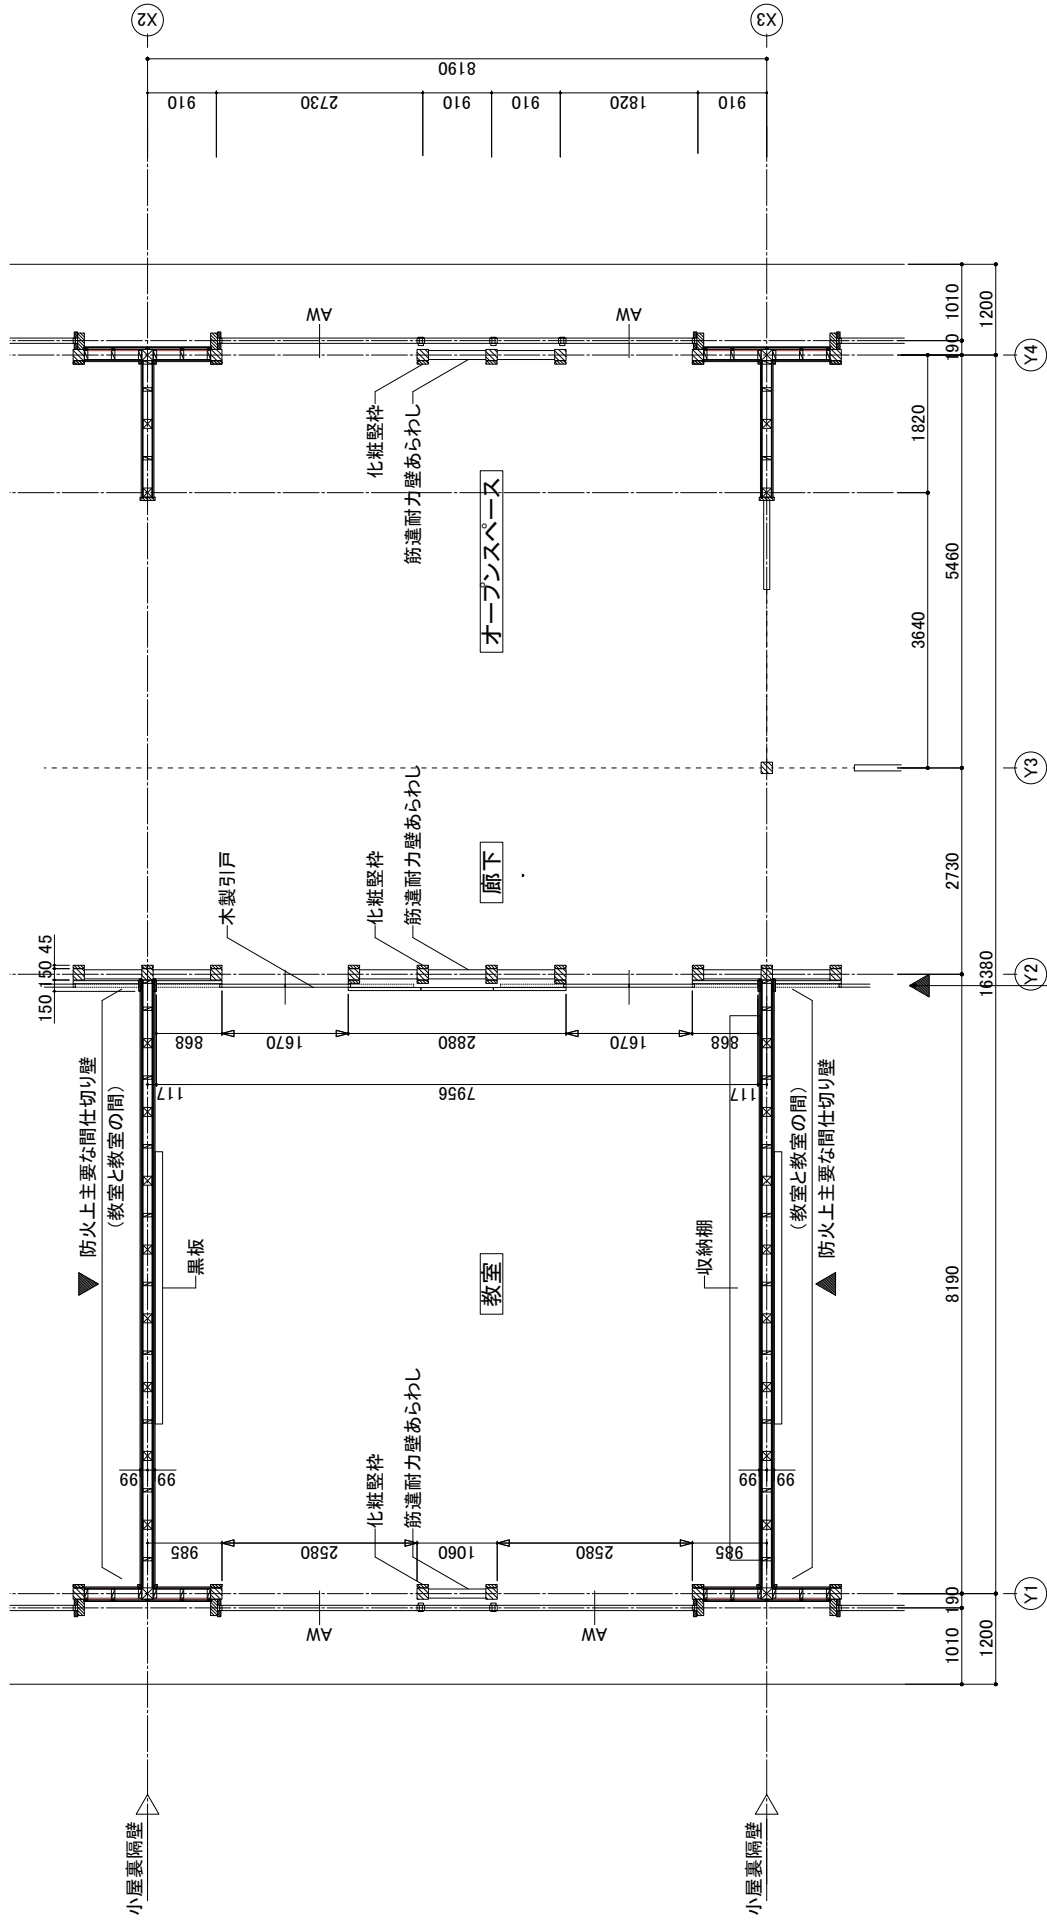 X2
X3
8190
910
2730
910
910
1820
910
AW
AW
化粧竪枠
筋違耐力壁あらわし
オープンスペース
190
1010
1200
1820
3640
5460
Y4
Y3
木製引戸
化粧竪枠
筋違耐力壁あらわし
廊下
2730
16380
Y2
150
150
45
868
1670
2880
1670
868
117
7956
117
防火上主要な間仕切り壁
(教室と教室の間)
黒板
教室
収納棚
(教室と教室の間)
防火上主要な間仕切り壁
8190
化粧竪枠
筋違耐力壁あらわし
99
99
99
99
985
2580
1060
2580
985
AW
AW
190
1010
1200
Y1
小屋裏隔壁
小屋裏隔壁